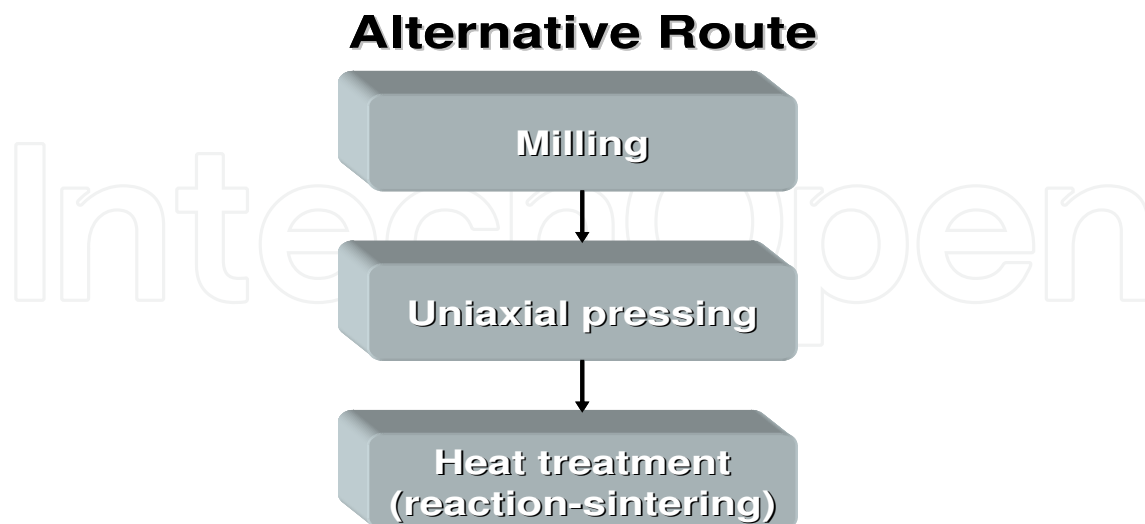 Alternative Route
Milling
IntechOpen
Uniaxial pressing
Heat treatment
(reaction-sintering)